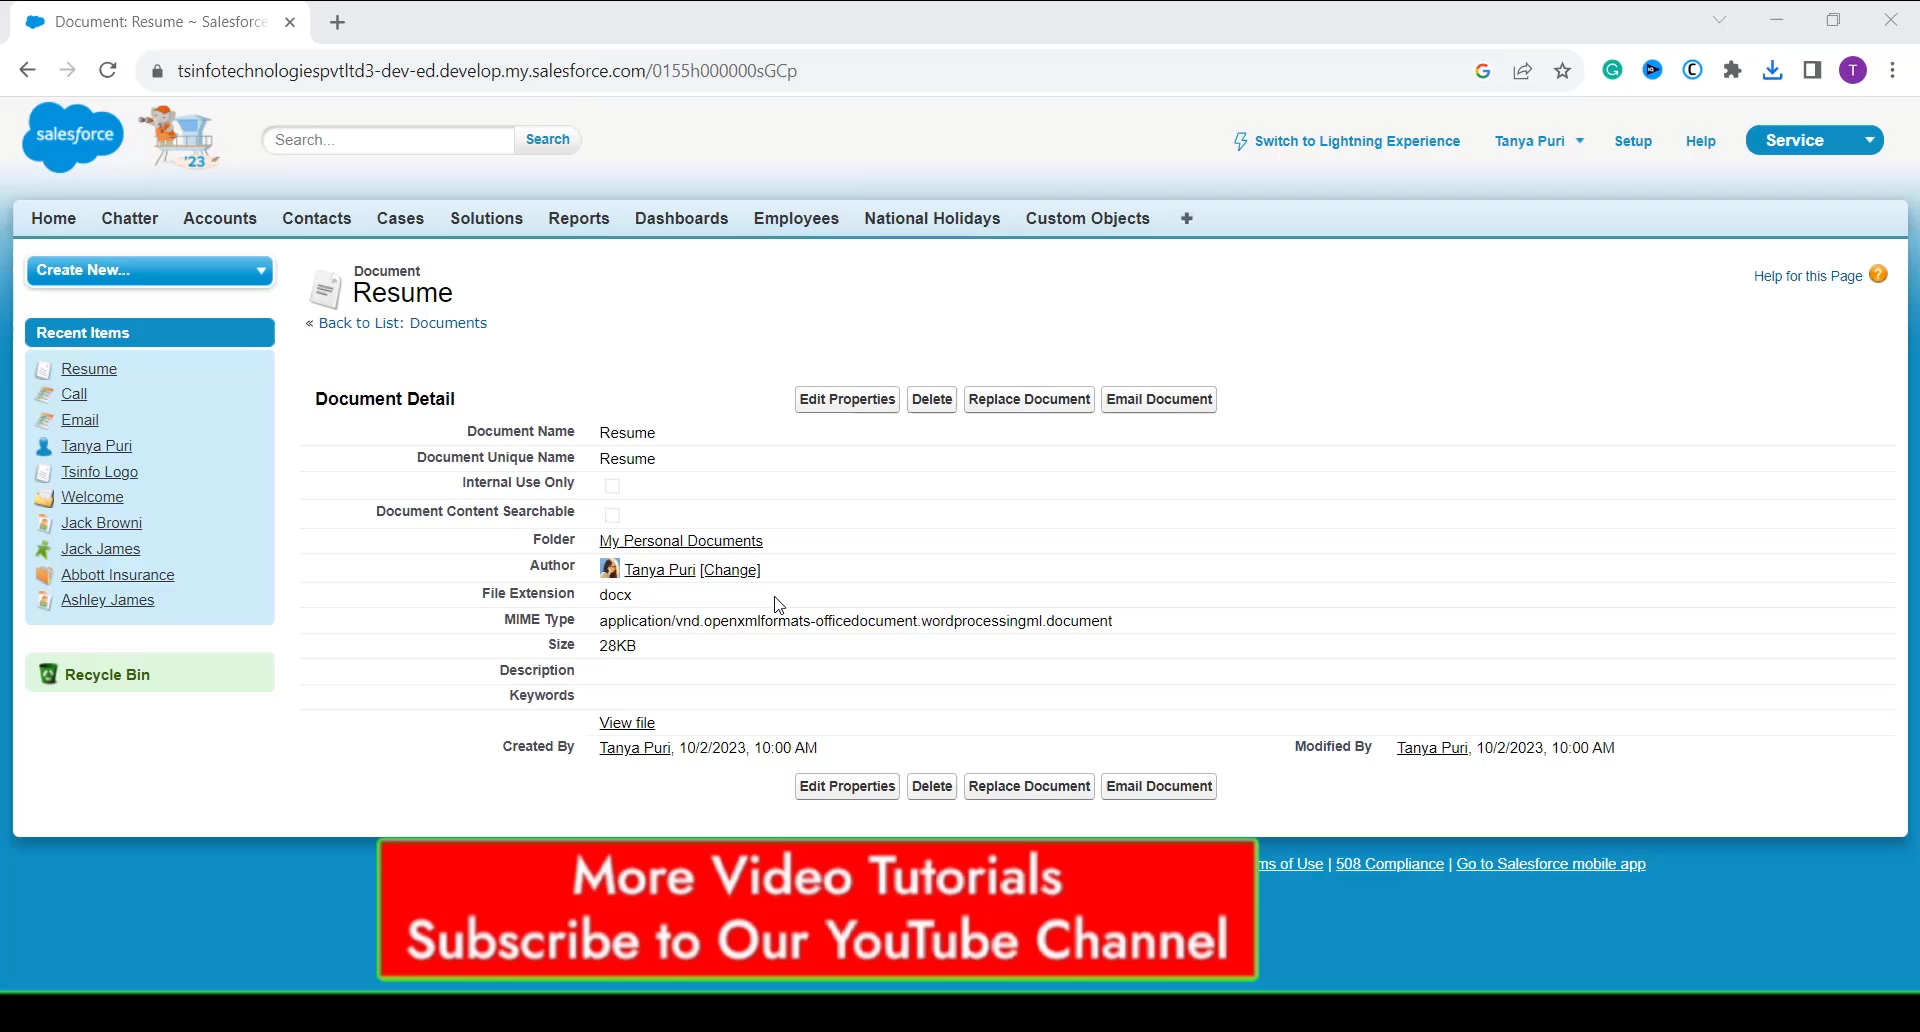 Document: Resume ~ Salesforce
tsinfotechnologiespvtltd3-dev-ed.develop.my.salesforce.com/0155h000000sGCp
T
salesforce
'23
Search...
Search
Switch to Lightning Experience
Tanya Puri
Setup
Help
Service
Home
Chatter
Accounts
Contacts
Cases
Solutions
Reports
Dashboards
Employees
National Holidays
Custom Objects
Create New...
Recent Items
Resume
Call
Email
Tanya Puri
Tsinfo Logo
Welcome
Jack Browni
Jack James
Abbott Insurance
Ashley James
Recycle Bin
Document
Resume
« Back to List: Documents
Help for this Page
Document Detail
Edit Properties
Delete
Replace Document
Email Document
Document Name Resume
Document Unique Name Resume
Internal Use Only
Document Content Searchable
Folder My Personal Documents
Author Tanya Puri [Change]
File Extension docx
MIME Type application/vnd.openxmlformats-officedocument.wordprocessingml.document
Size 28KB
Description
Keywords
View file
Created By Tanya Puri, 10/2/2023, 10:00 AM
Modified By Tanya Puri, 10/2/2023, 10:00 AM
Edit Properties
Delete
Replace Document
Email Document
ms of Use | 508 Compliance | Go to Salesforce mobile app
More Video Tutorials
Subscribe to Our YouTube Channel